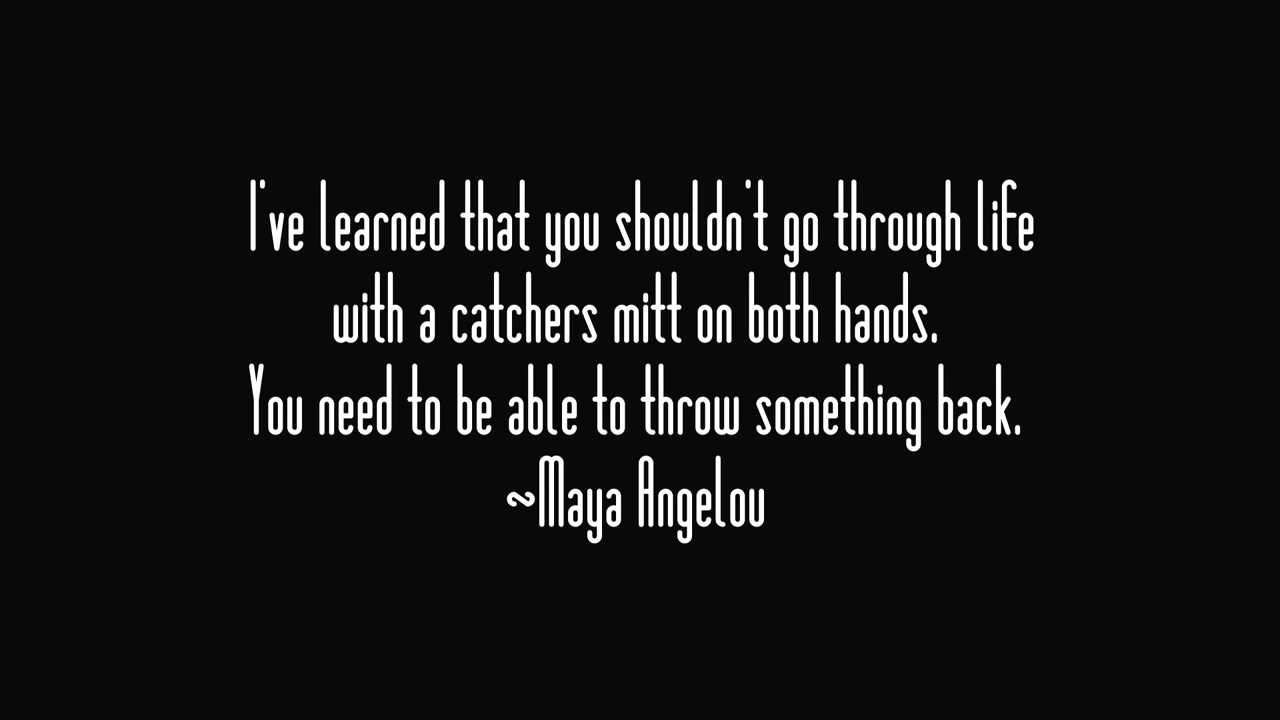 I've learned that you shouldn't go through life
with a catchers mitt on both hands.
You need to be able to throw something back.
~Maya Angelou